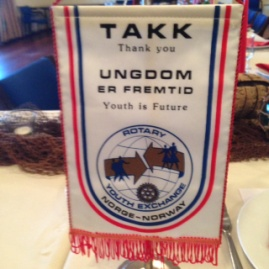 TAKK
Thank you
UNGDOM
ER FREMTID
Youth is Future
ROTARY
YOUTH EXCHANGE
NORGE-NORWAY